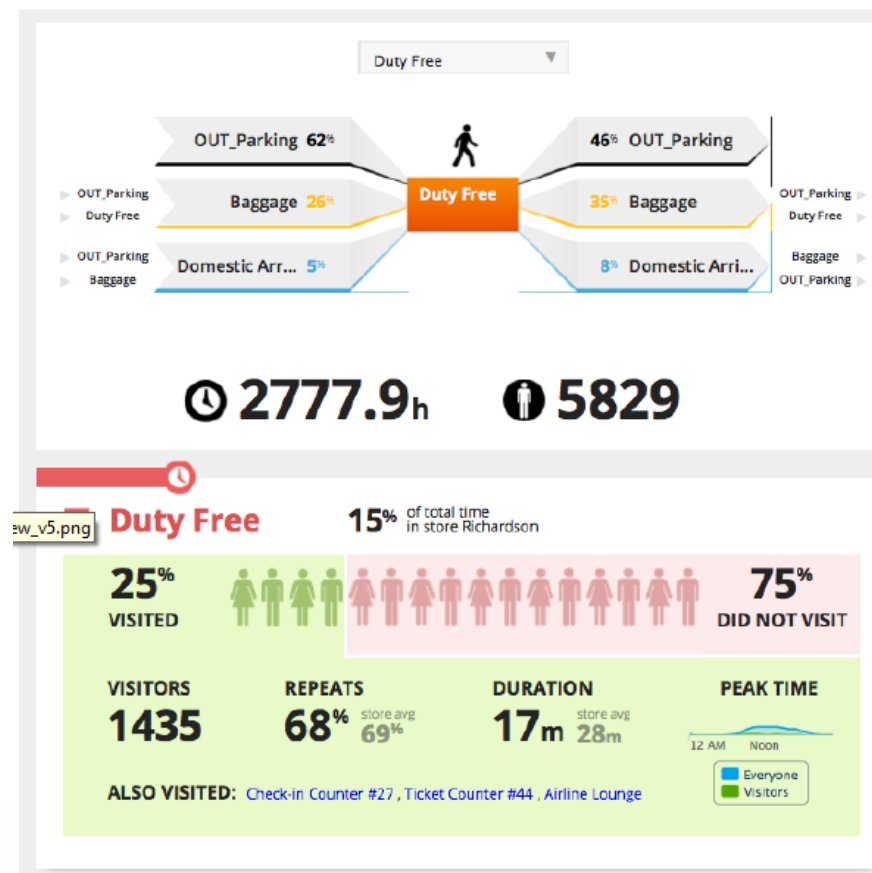 Duty Free
OUT_Parking 62%
46% OUT_Parking
OUT_Parking
Duty Free
Baggage 26%
Duty Free
35% Baggage
OUT_Parking
Duty Free
OUT_Parking
Baggage
Domestic Arr... 5%
8% Domestic Arri...
Baggage
OUT_Parking
2777.9h
5829
ew_v5.png
Duty Free
15% of total time
in store Richardson
25%
VISITED
75%
DID NOT VISIT
VISITORS
1435
REPEATS
68% store avg
69%
DURATION
17m store avg
28m
PEAK TIME
12 AM Noon
Everyone
Visitors
ALSO VISITED: Check-in Counter #27 , Ticket Counter #44 , Airline Lounge